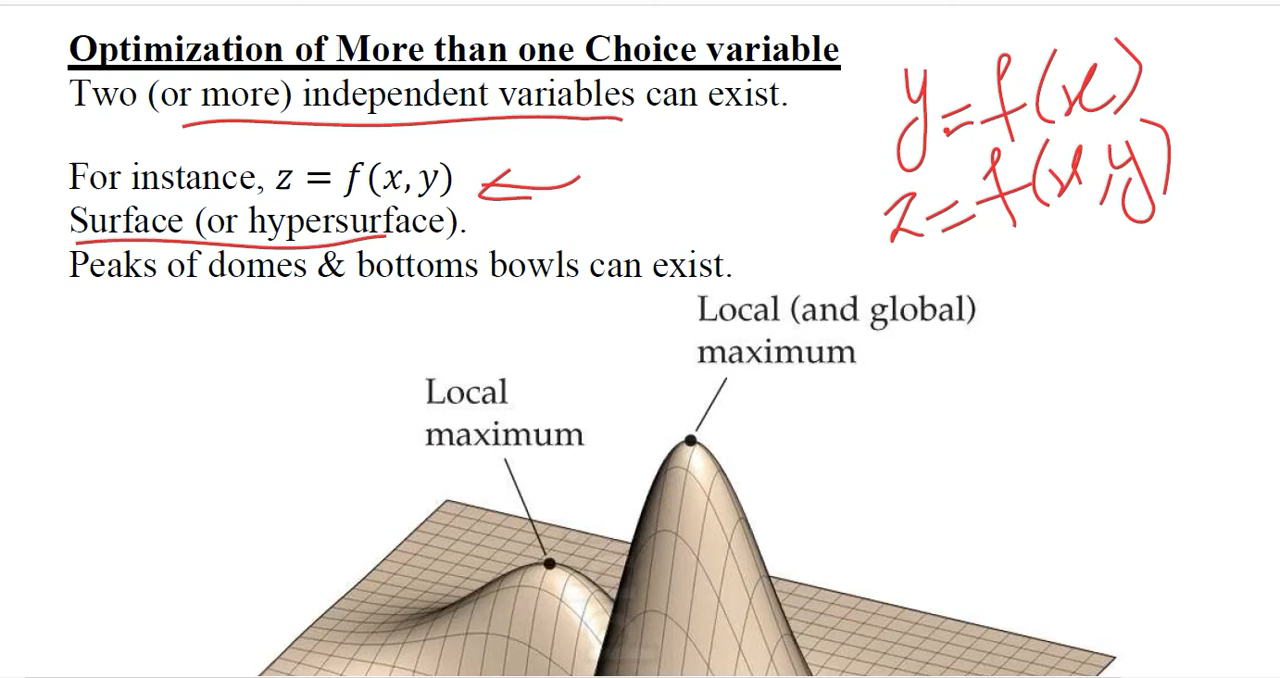 Optimization of More than one Choice variable
Two (or more) independent variables can exist.
y = f(x)
For instance, z = f(x, y)
z = f(x, y)
Surface (or hypersurface).
Peaks of domes & bottoms bowls can exist.
Local (and global)
maximum
Local
maximum